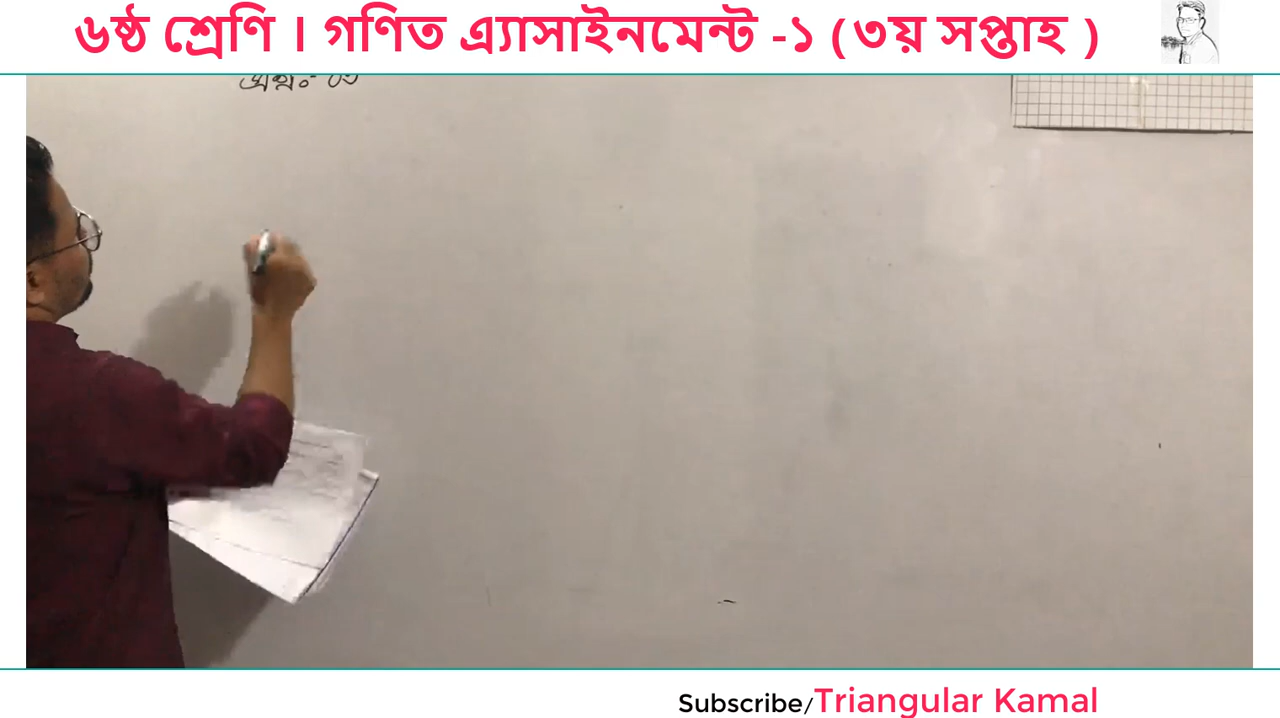 ৬ষ্ঠ শ্রেণি । গণিত এ্যাসাইনমেন্ট -১ (৩য় সপ্তাহ )
Subscribe/Triangular Kamal